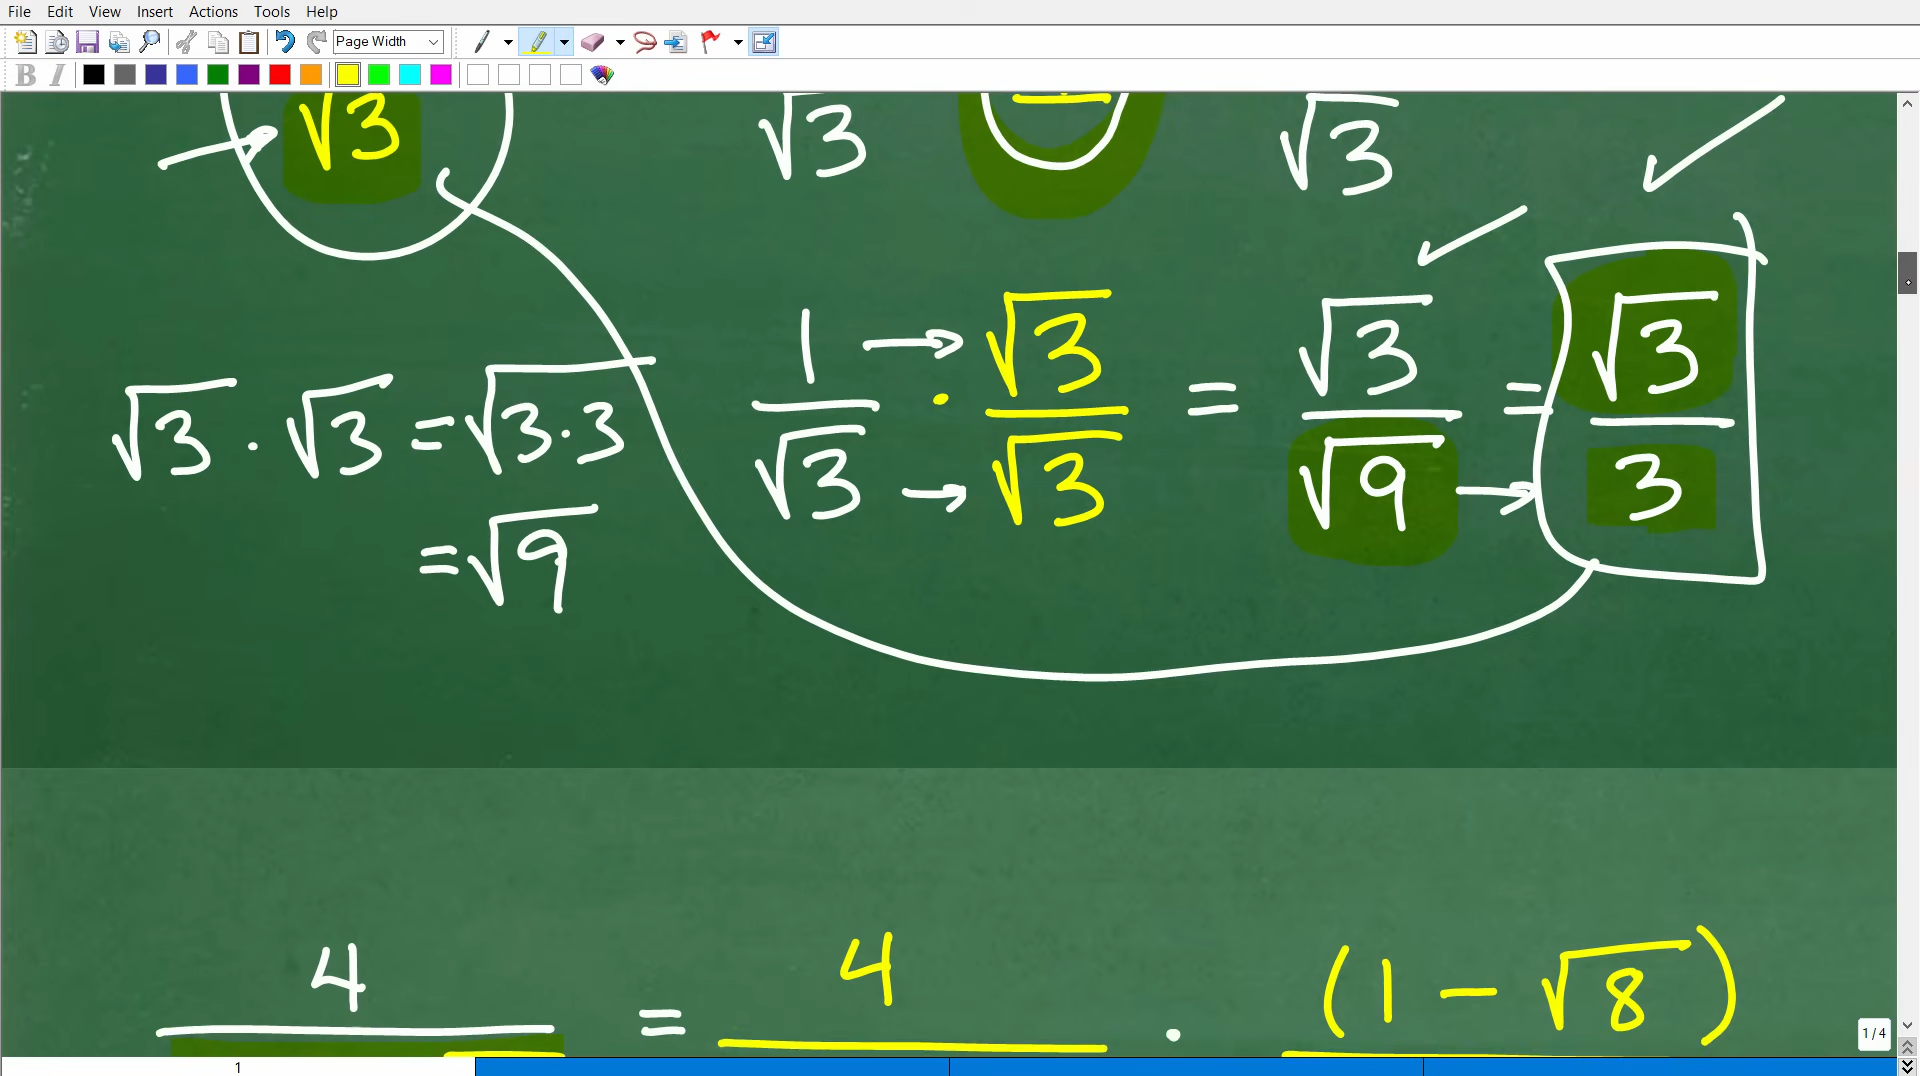 File Edit View Insert Actions Tools Help
Page Width
B I
√3 √3 √3
1/√3 · √3/√3 = √3/√9 = √3/3
√3 · √3 = √3·3
= √9
4 = 4 · (1 − √8)
1/4
1